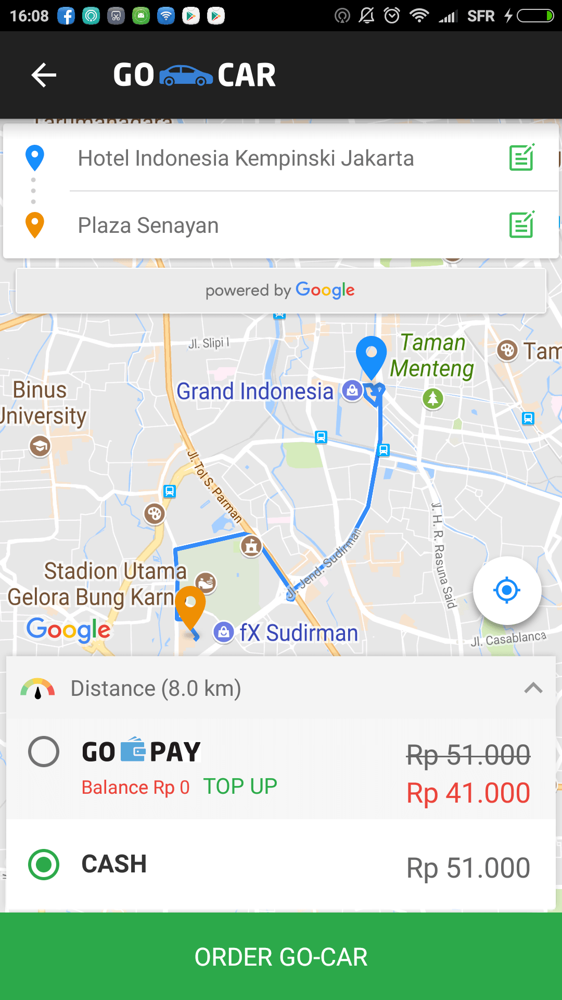 16:08 SFR
GO CAR
Tarumanagara
Hotel Indonesia Kempinski Jakarta
Plaza Senayan
powered by Google
Jl. Slipi I
Taman
Menteng
Tam
Binus
University
Grand Indonesia
Jl. Tol S. Parman
Jl. H. R. Rasuna Said
Jl. Jend. Sudirman
Stadion Utama
Gelora Bung Karn
Google
fX Sudirman
Jl. Casablanca
Distance (8.0 km)
GO PAY
Rp 51.000
Balance Rp 0 TOP UP
Rp 41.000
CASH
Rp 51.000
ORDER GO-CAR